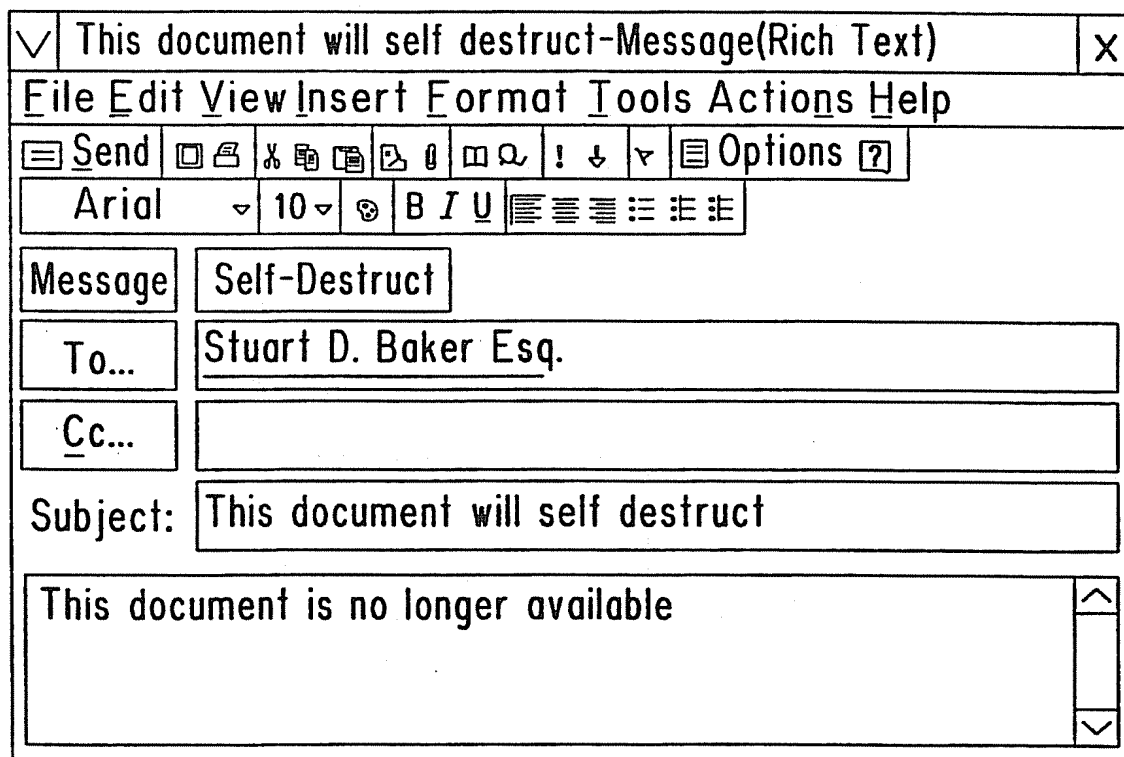 This document will self destruct-Message(Rich Text) X
File Edit View Insert Format Tools Actions Help
Send ! Options ?
Arial 10 B I U
Message Self-Destruct
To... Stuart D. Baker Esq.
Cc...
Subject: This document will self destruct
This document is no longer available